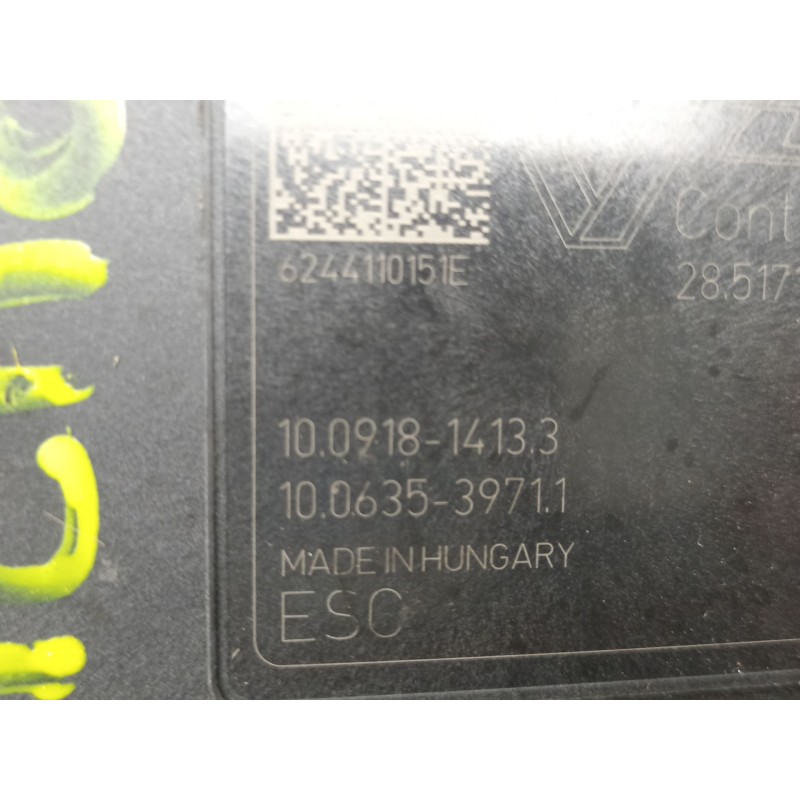 Cont
6244110151E
28.517
10.0918-1413.3
10.0635-3971.1
MADE IN HUNGARY
ESC